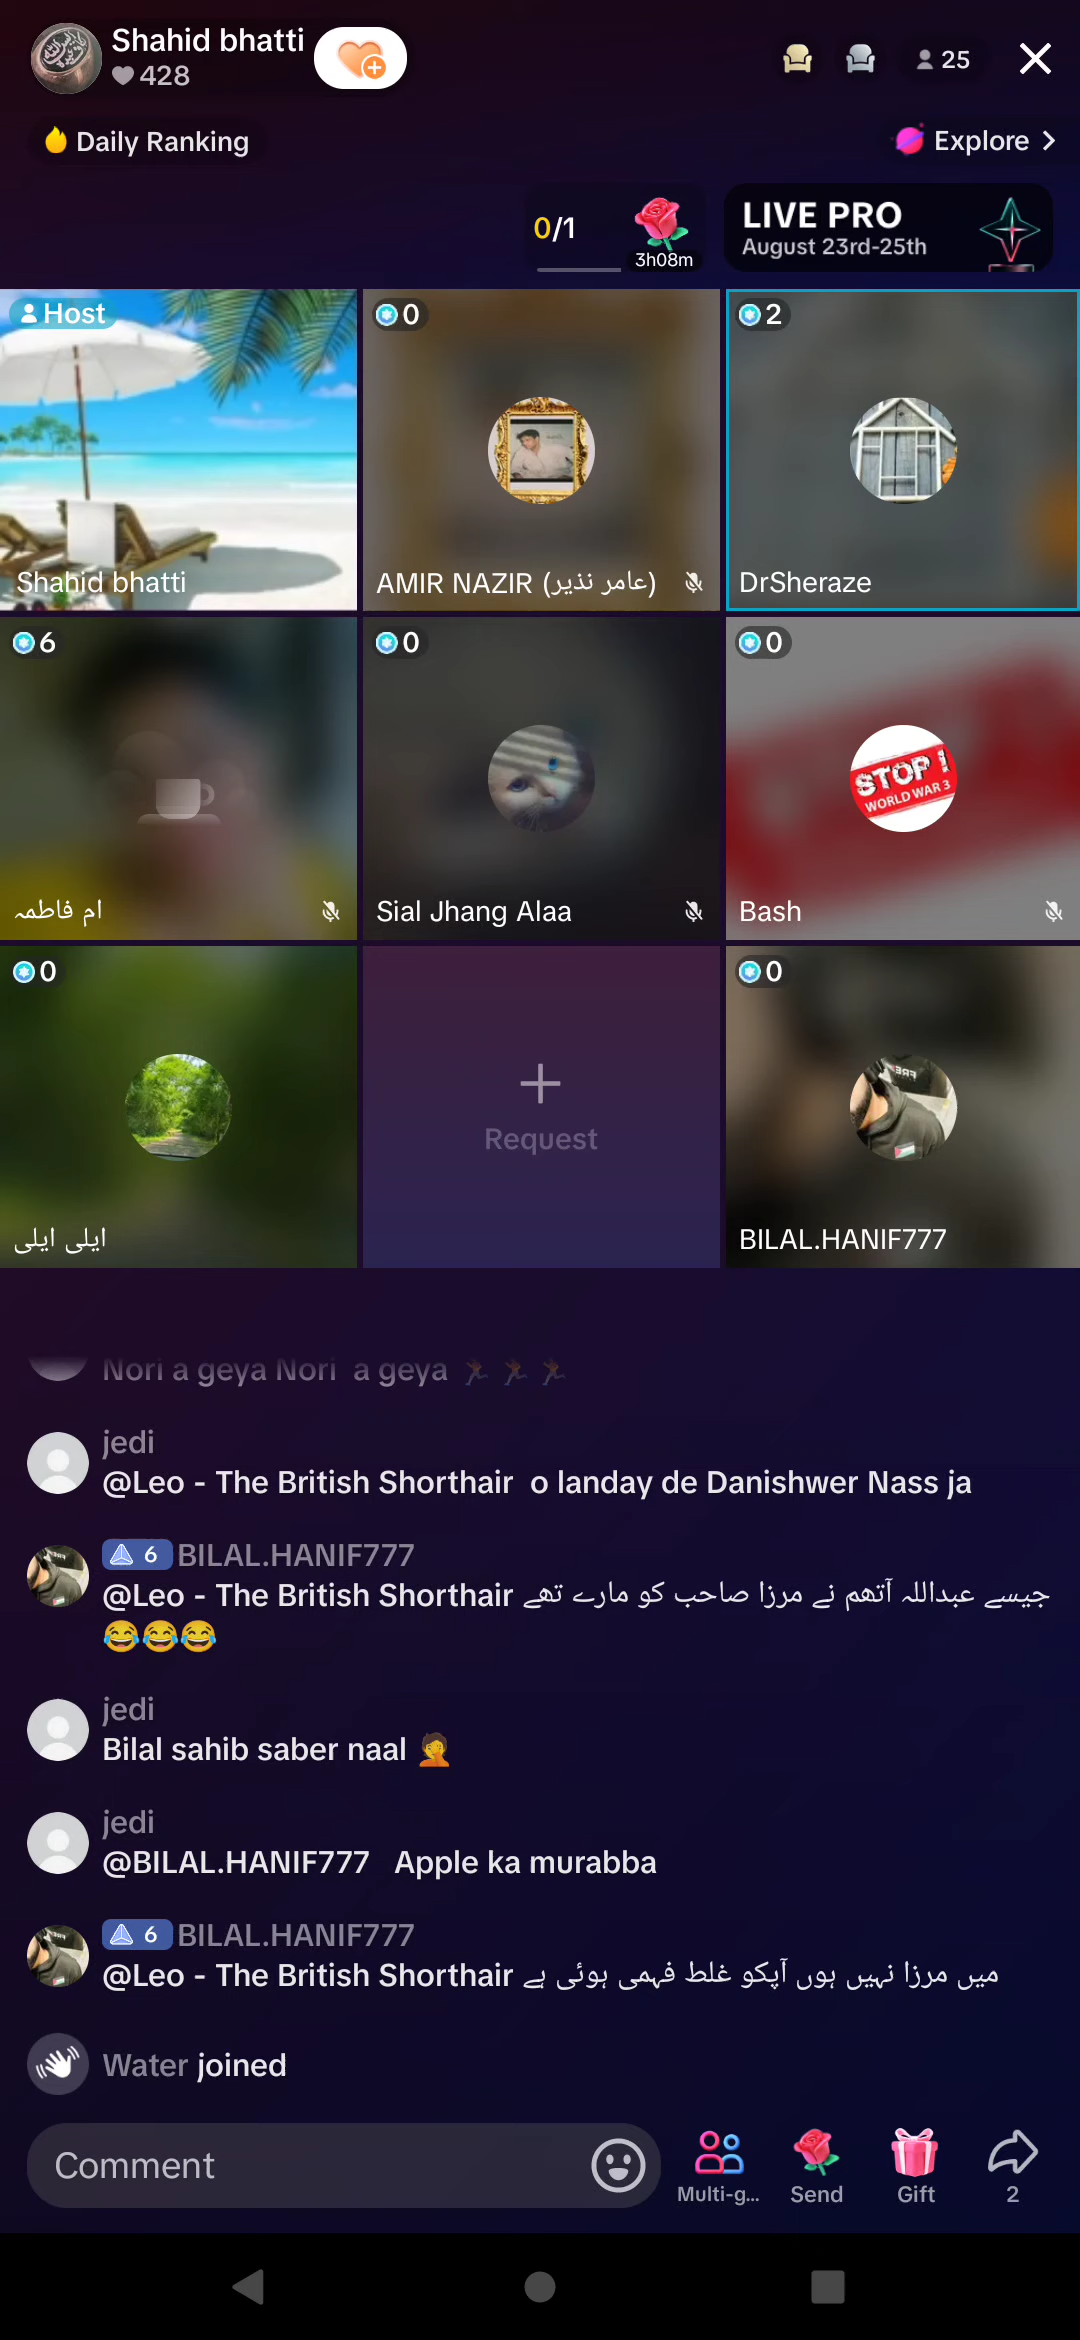 Shahid bhatti
428
25
Daily Ranking
Explore
0/1
3h08m
LIVE PRO
August 23rd-25th
Host
Shahid bhatti
0
AMIR NAZIR (عامر نذیر)
2
DrSheraze
6
ام فاطمہ
0
Sial Jhang Alaa
0
STOP !
WORLD WAR 3
Bash
0
ایلی ایلی
Request
0
BILAL.HANIF777
Nori a geya Nori a geya 🏃🏃🏃
jedi
@Leo - The British Shorthair o landay de Danishwer Nass ja
6 BILAL.HANIF777
@Leo - The British Shorthair جیسے عبداللہ آتھم نے مرزا صاحب کو مارے تھے
😂😂😂
jedi
Bilal sahib saber naal 🤦
jedi
@BILAL.HANIF777 Apple ka murabba
6 BILAL.HANIF777
@Leo - The British Shorthair میں مرزا نہیں ہوں آپکو غلط فہمی ہوئی ہے
Water joined
Comment
Multi-g...
Send
Gift
2